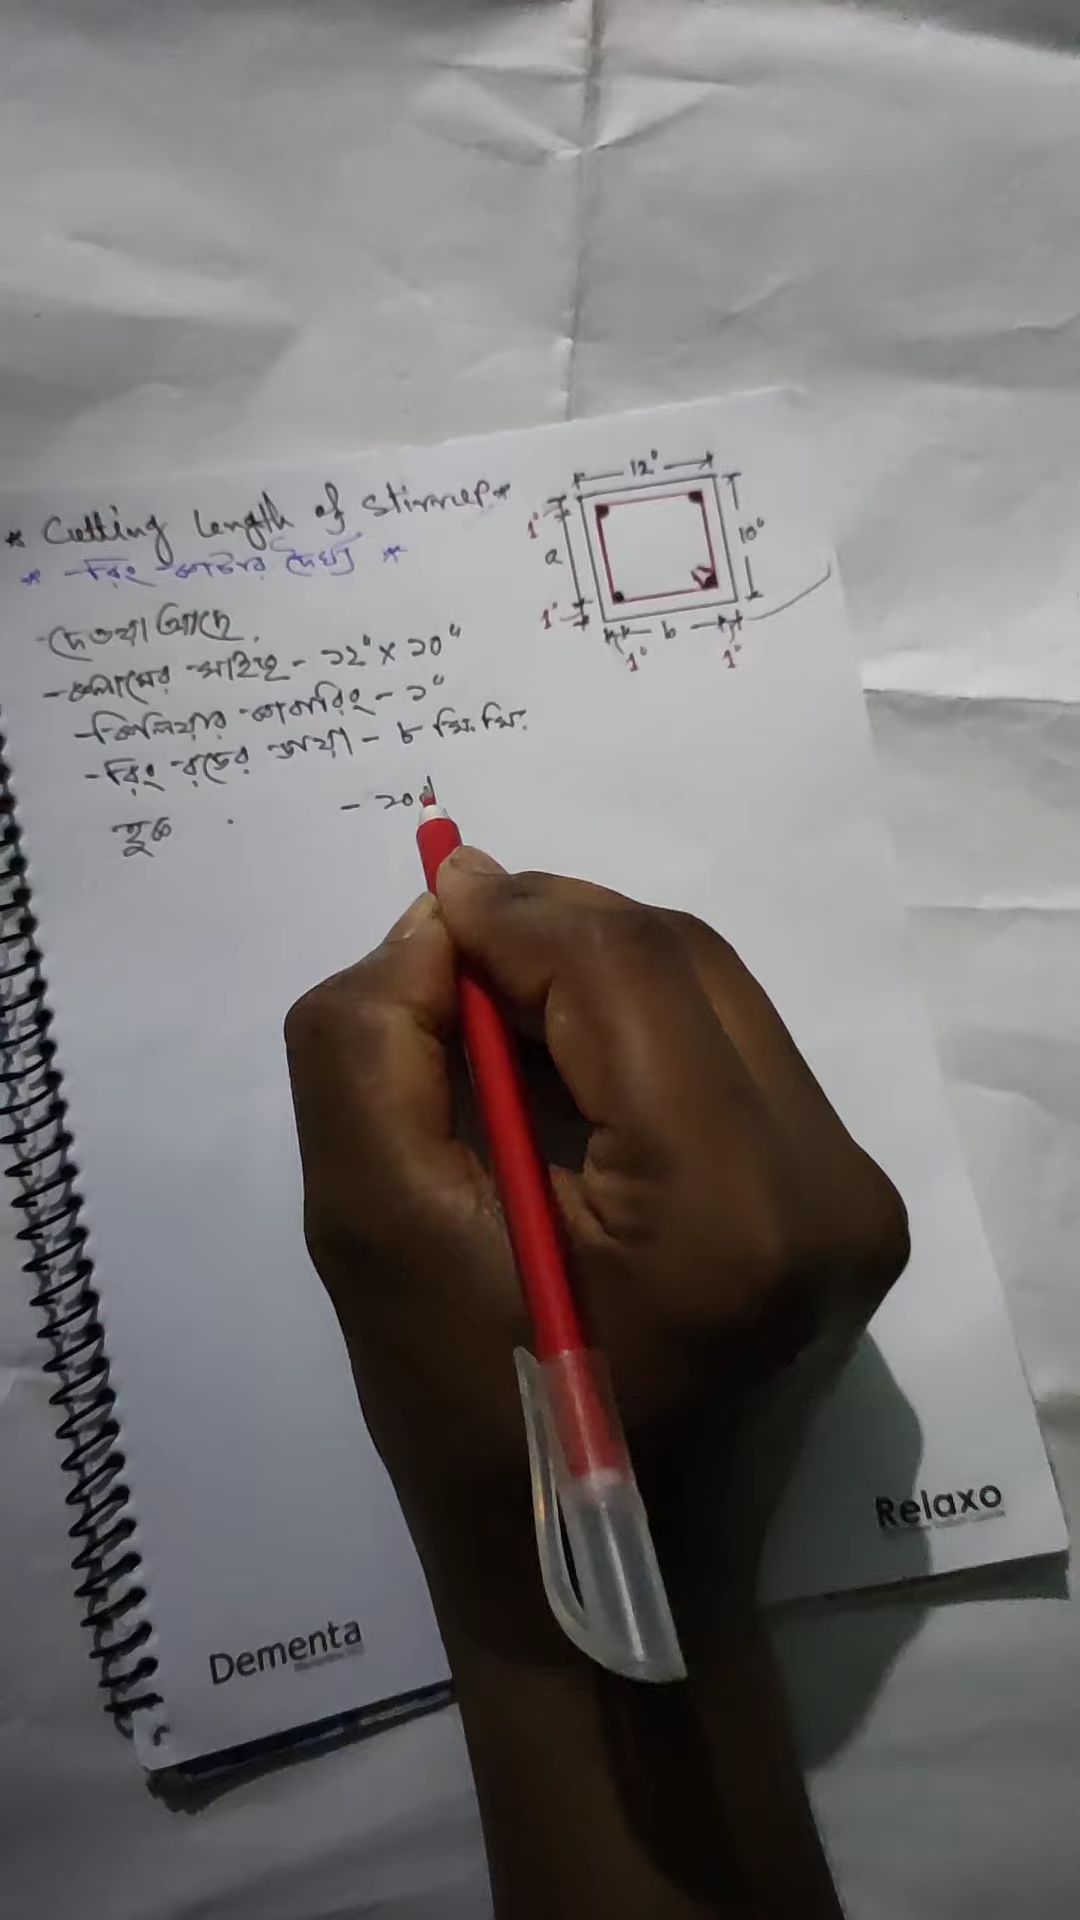 * Cutting length of stirrup *
* রিং কাটার দৈর্ঘ্য *
দেওয়া আছে,
- কলামের সাইজ - ১২" × ১০"
- ক্লিয়ার কাভারিং - ১"
- রিং রডের ডায়া - ৮ মি.মি.
হুক - ১০d
12"
1"
a
10"
1"
b
1"
1"
Relaxo
Dementa